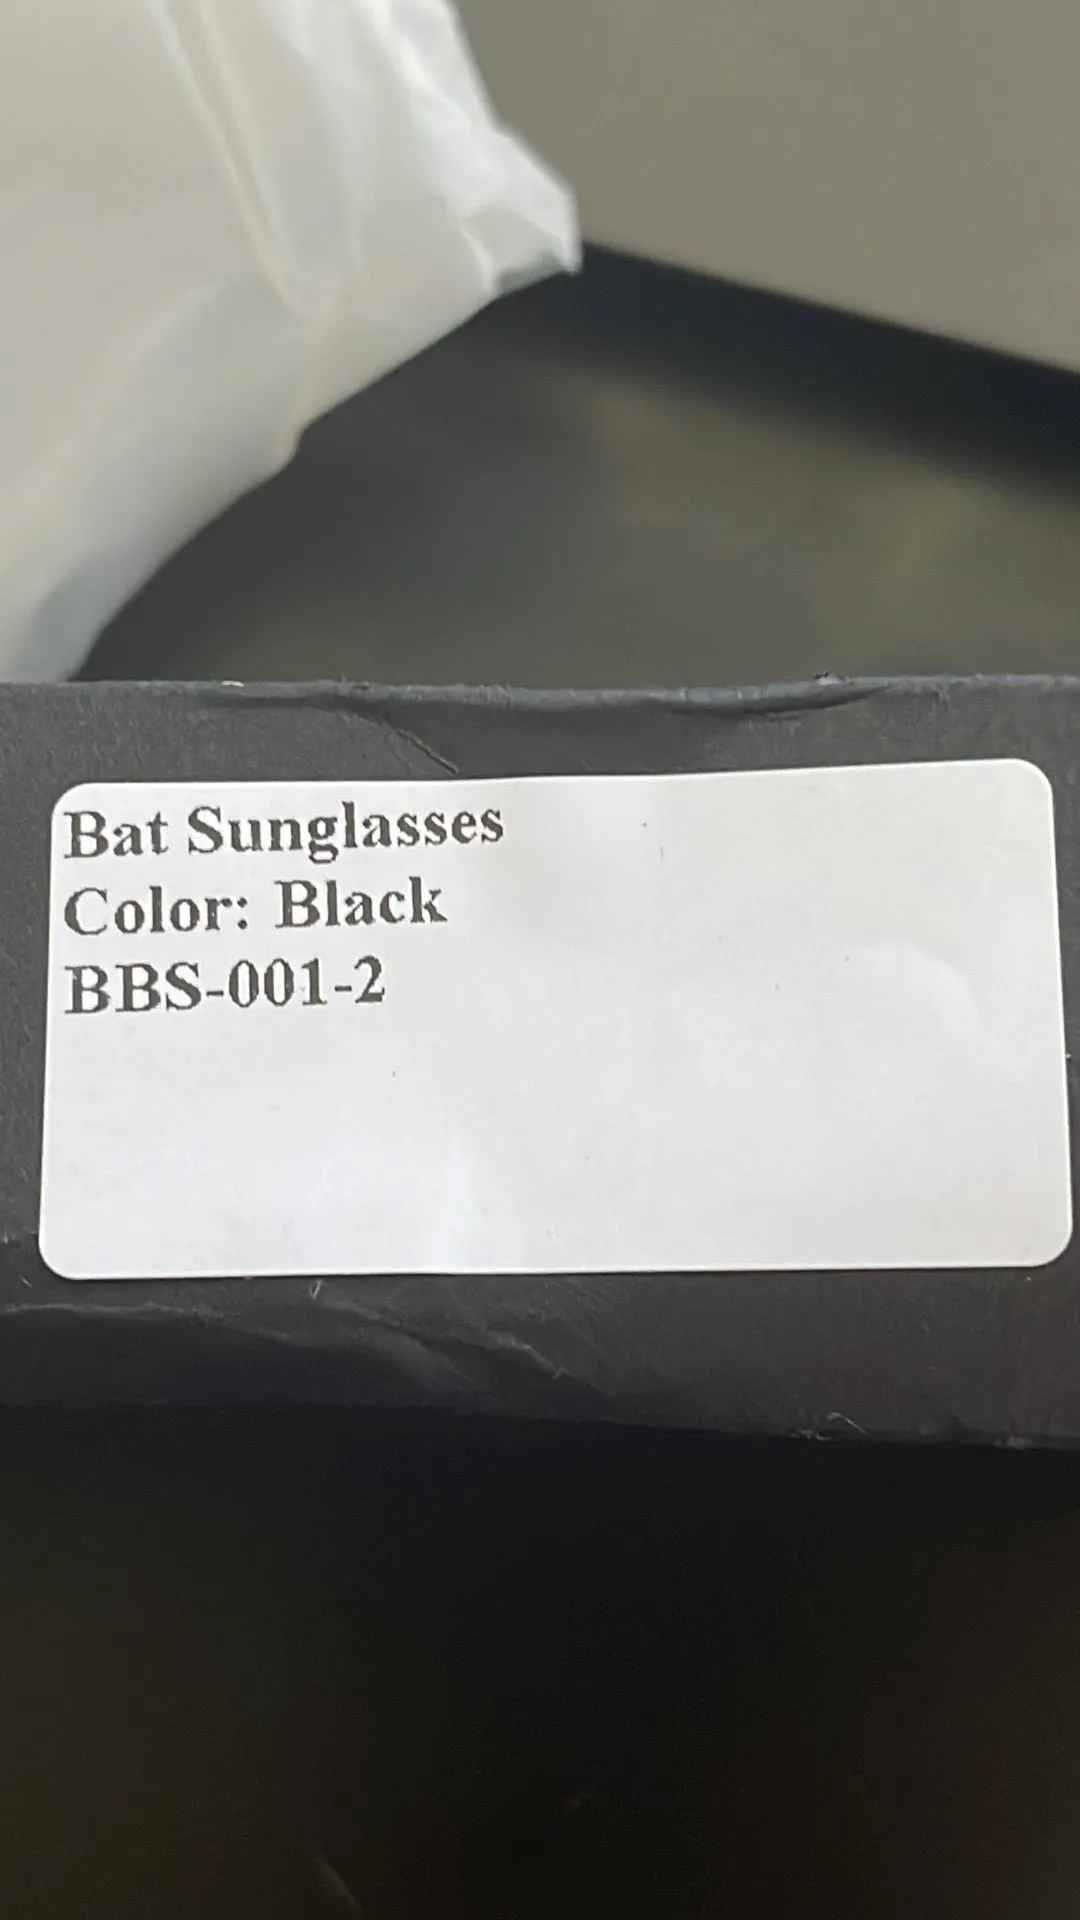 Bat Sunglasses
Color: Black
BBS-001-2